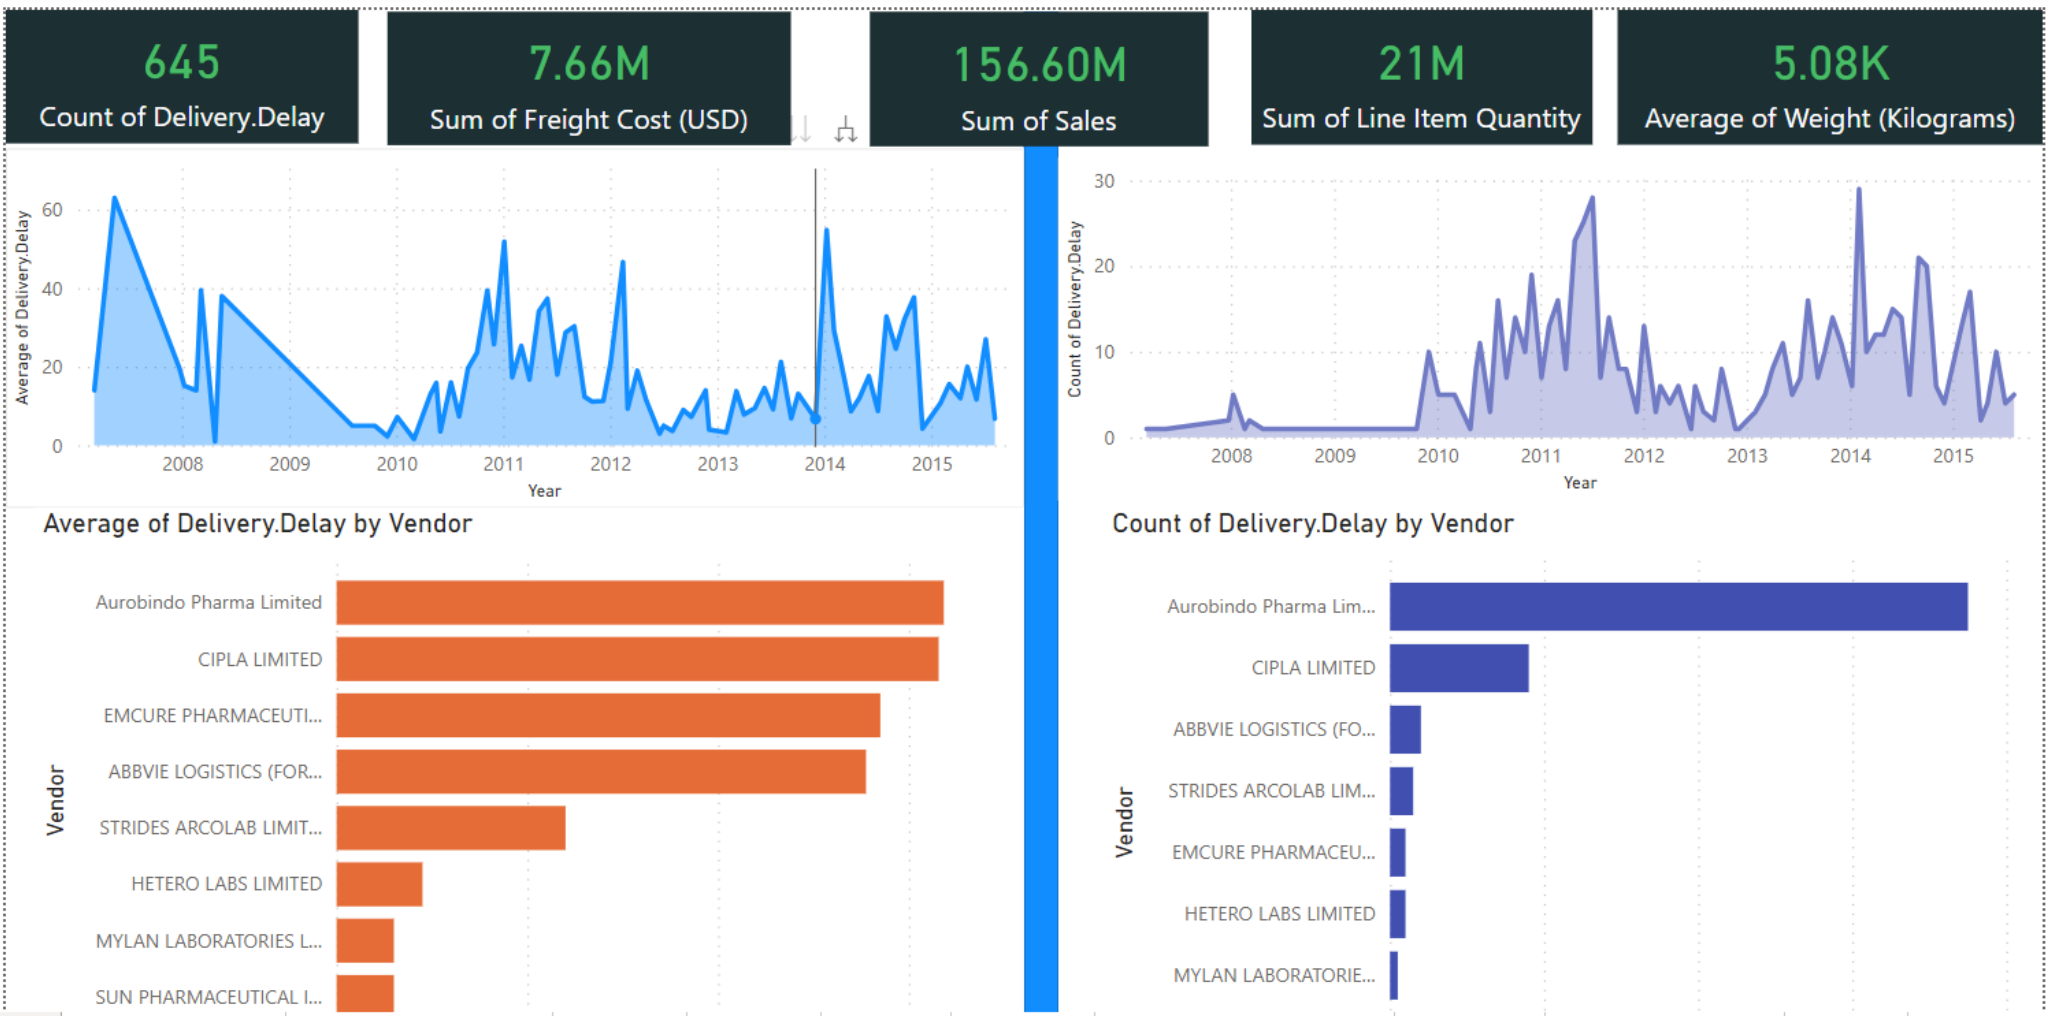 645
Count of Delivery.Delay
7.66M
Sum of Freight Cost (USD)
156.60M
Sum of Sales
21M
Sum of Line Item Quantity
5.08K
Average of Weight (Kilograms)
Average of Delivery.Delay
60
40
20
0
2008 2009 2010 2011 2012 2013 2014 2015
Year
Count of Delivery.Delay
30
20
10
0
2008 2009 2010 2011 2012 2013 2014 2015
Year
Average of Delivery.Delay by Vendor
Vendor
Aurobindo Pharma Limited
CIPLA LIMITED
EMCURE PHARMACEUTI...
ABBVIE LOGISTICS (FOR...
STRIDES ARCOLAB LIMIT...
HETERO LABS LIMITED
MYLAN LABORATORIES L...
SUN PHARMACEUTICAL I...
Count of Delivery.Delay by Vendor
Vendor
Aurobindo Pharma Lim...
CIPLA LIMITED
ABBVIE LOGISTICS (FO...
STRIDES ARCOLAB LIM...
EMCURE PHARMACEU...
HETERO LABS LIMITED
MYLAN LABORATORIE...